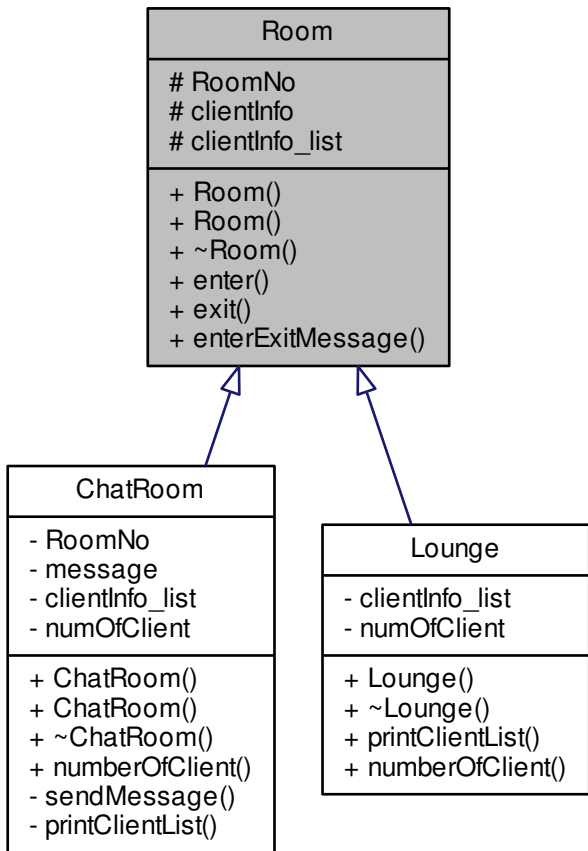 Room
# RoomNo
# clientInfo
# clientInfo_list
+ Room()
+ Room()
+ ~Room()
+ enter()
+ exit()
+ enterExitMessage()
ChatRoom
- RoomNo
- message
- clientInfo_list
- numOfClient
+ ChatRoom()
+ ChatRoom()
+ ~ChatRoom()
+ numberOfClient()
- sendMessage()
- printClientList()
Lounge
- clientInfo_list
- numOfClient
+ Lounge()
+ ~Lounge()
+ printClientList()
+ numberOfClient()